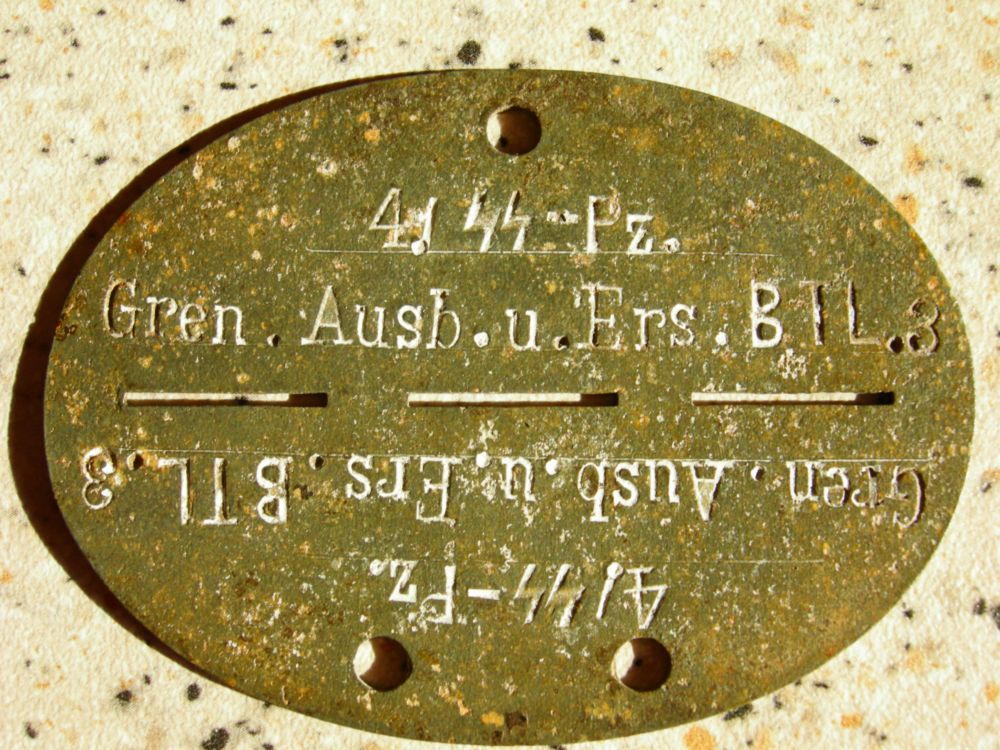 4/ SS-Pz.
Gren. Ausb. u. Ers. BTL. 3
Gren. Ausb. u. Ers. BTL. 3
4/ SS-Pz.